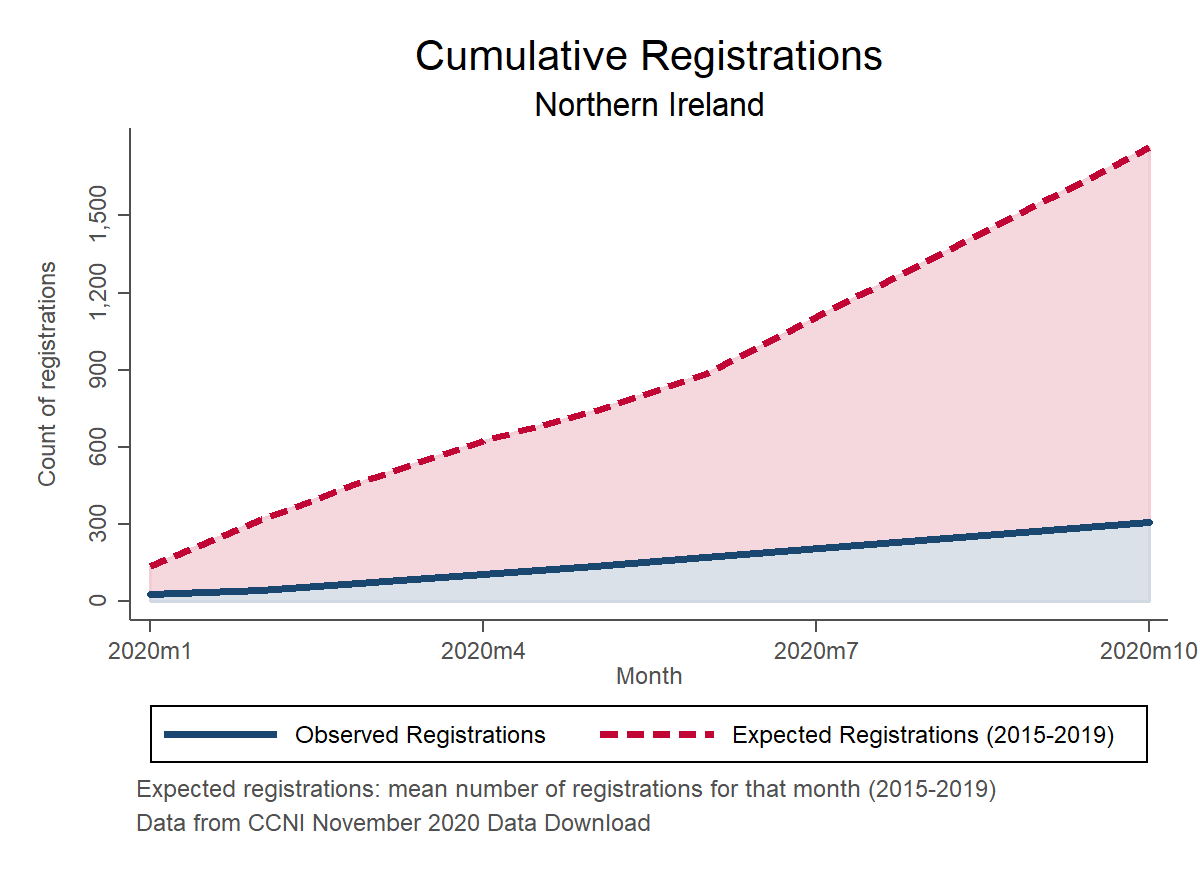 Cumulative Registrations
Northern Ireland
Count of registrations
1,500
1,200
900
600
300
0
2020m1 2020m4 2020m7 2020m10
Month
Observed Registrations Expected Registrations (2015-2019)
Expected registrations: mean number of registrations for that month (2015-2019)
Data from CCNI November 2020 Data Download